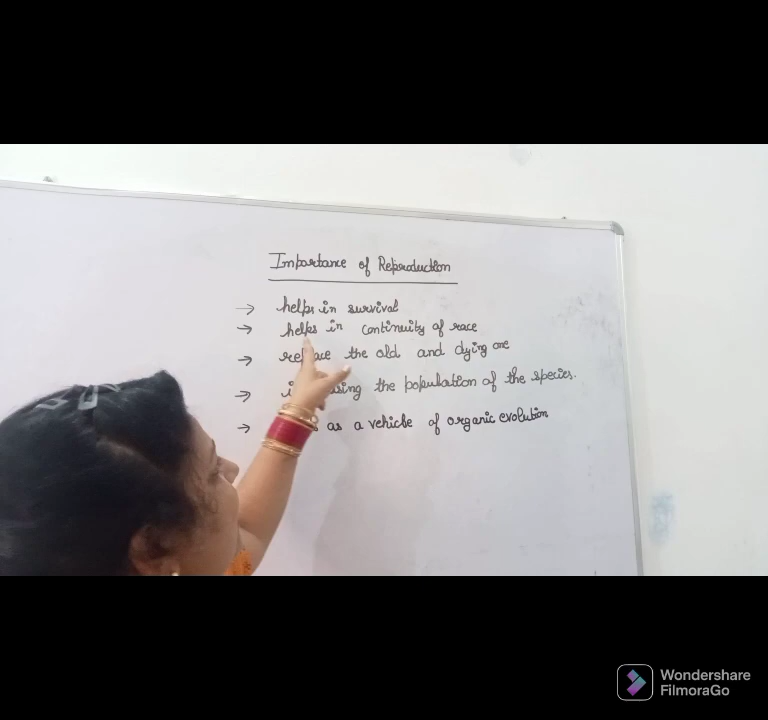 Importance of Reproduction
→ helps in survival
→ helps in continuity of race
→ the old and dying one
→ the population of the species.
→ as a vehicle of organic evolution
Wondershare
FilmoraGo